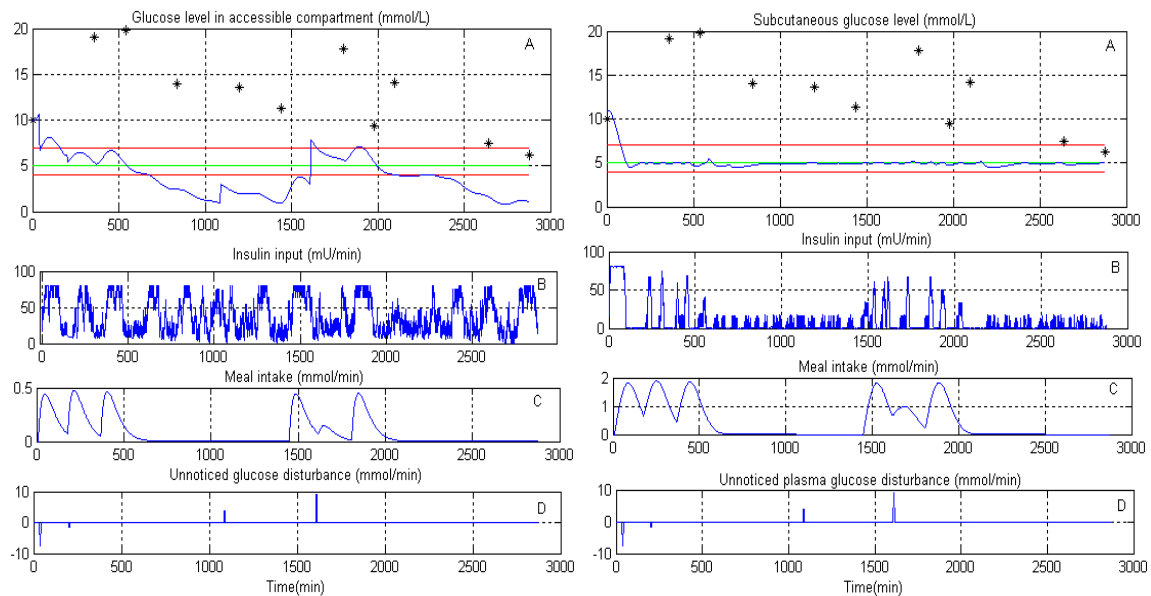 Glucose level in accessible compartment (mmol/L)
20
15
10
5
0
A
0 500 1000 1500 2000 2500 3000
Insulin input (mU/min)
100
50
0
B
0 500 1000 1500 2000 2500
Meal intake (mmol/min)
0.5
0
C
0 500 1000 1500 2000 2500 3000
Unnoticed glucose disturbance (mmol/min)
10
0
-10
D
0 500 1000 1500 2000 2500 3000
Time(min)
Subcutaneous glucose level (mmol/L)
20
15
10
5
0
A
0 500 1000 1500 2000 2500 3000
Insulin input (mU/min)
100
50
0
B
0 500 1000 1500 2000 2500 3000
Meal intake (mmol/min)
2
1
0
C
0 500 1000 1500 2000 2500 3000
Unnoticed plasma glucose disturbance (mmol/min)
10
0
-10
D
0 500 1000 1500 2000 2500 3000
Time(min)